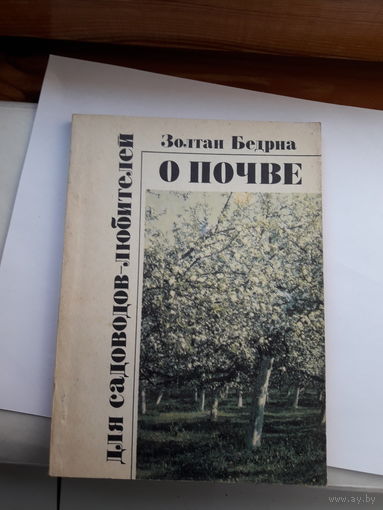 Золтан Бедрна
О ПОЧВЕ
для садоводов-любителей
www.ay.by